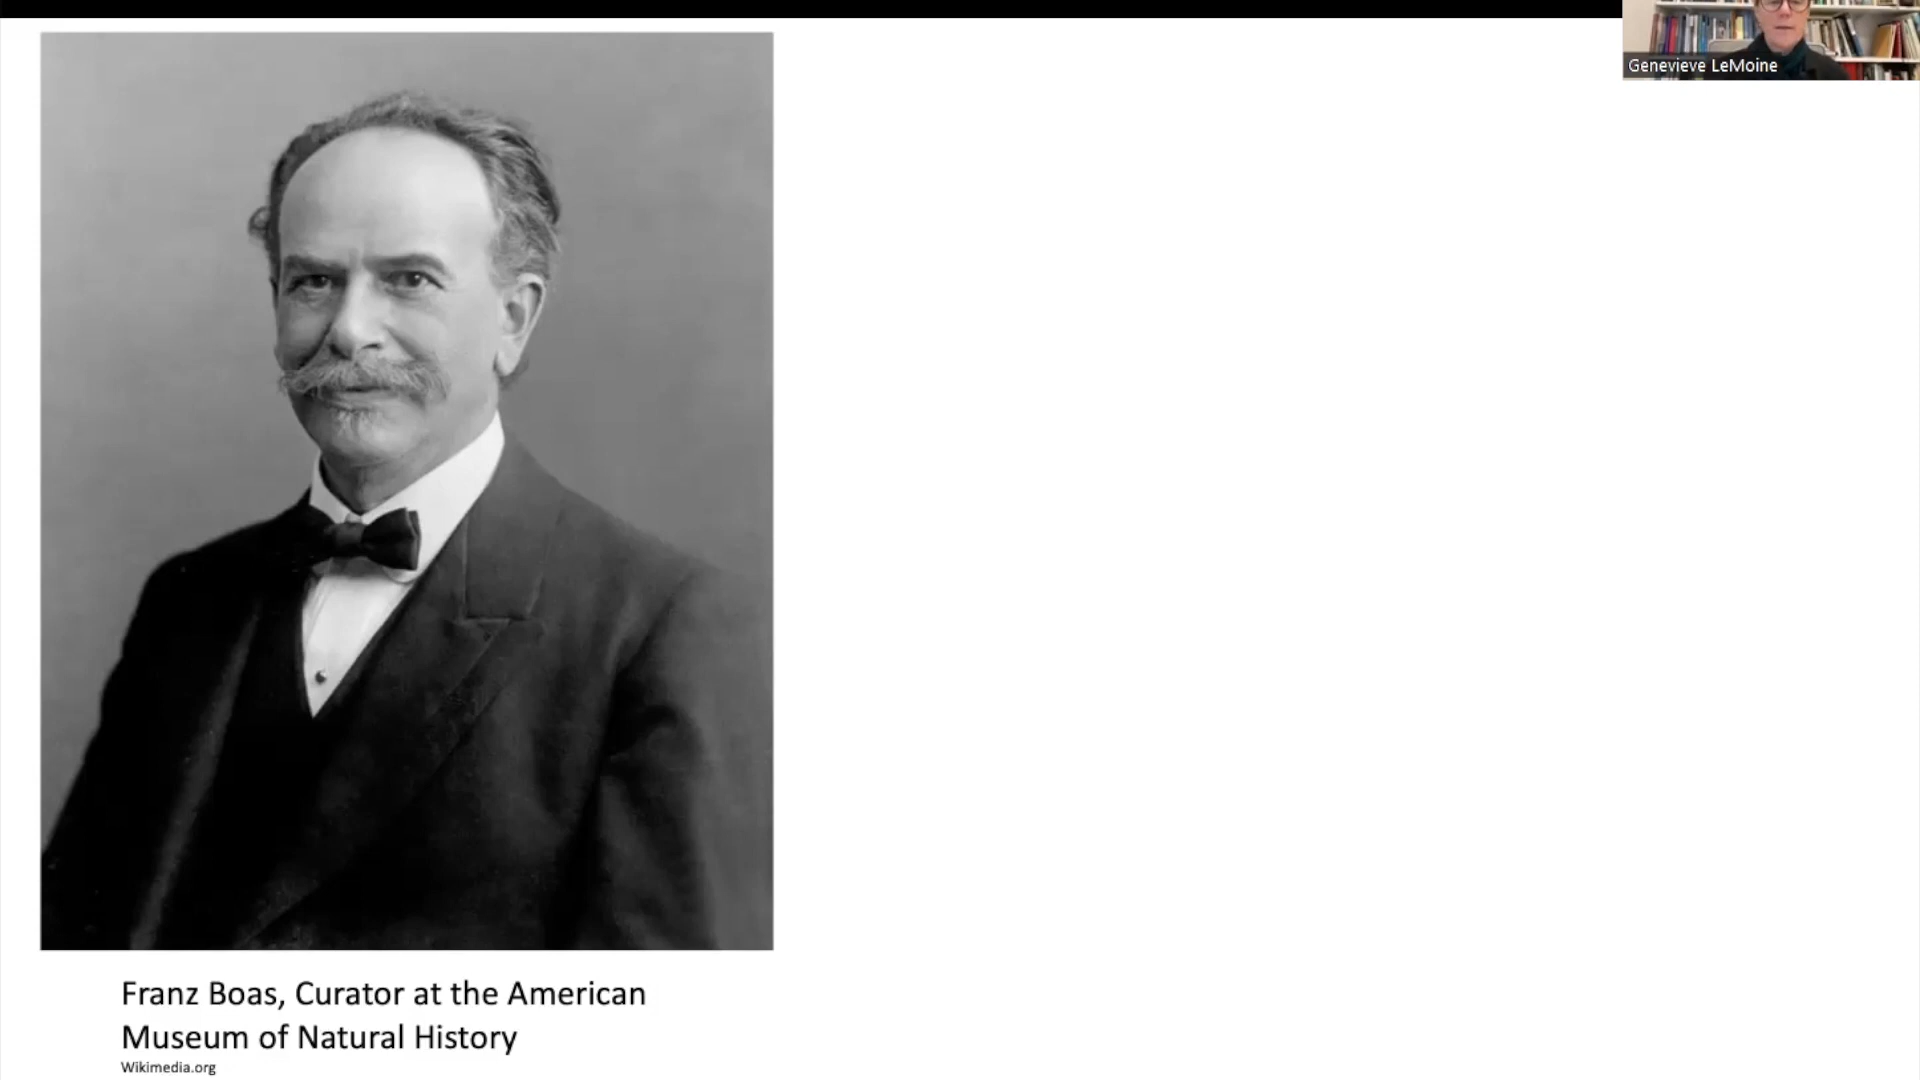 Genevieve LeMoine
Franz Boas, Curator at the American
Museum of Natural History
Wikimedia.org